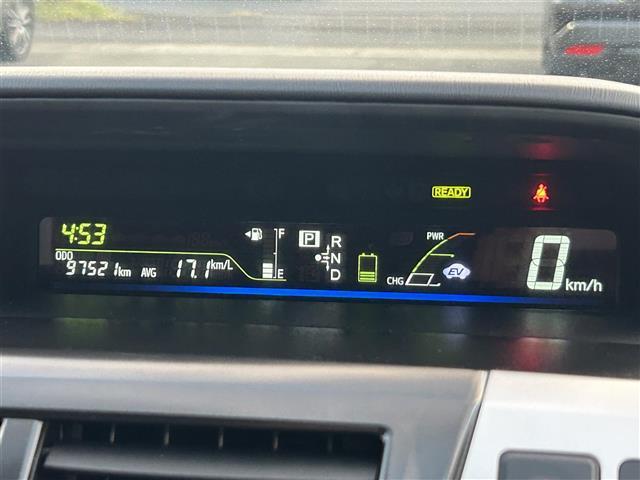 READY
4:53
ODO
97521km AVG 17.1km/L
F
E
P
R
N
D
PWR
CHG
EV
0 km/h